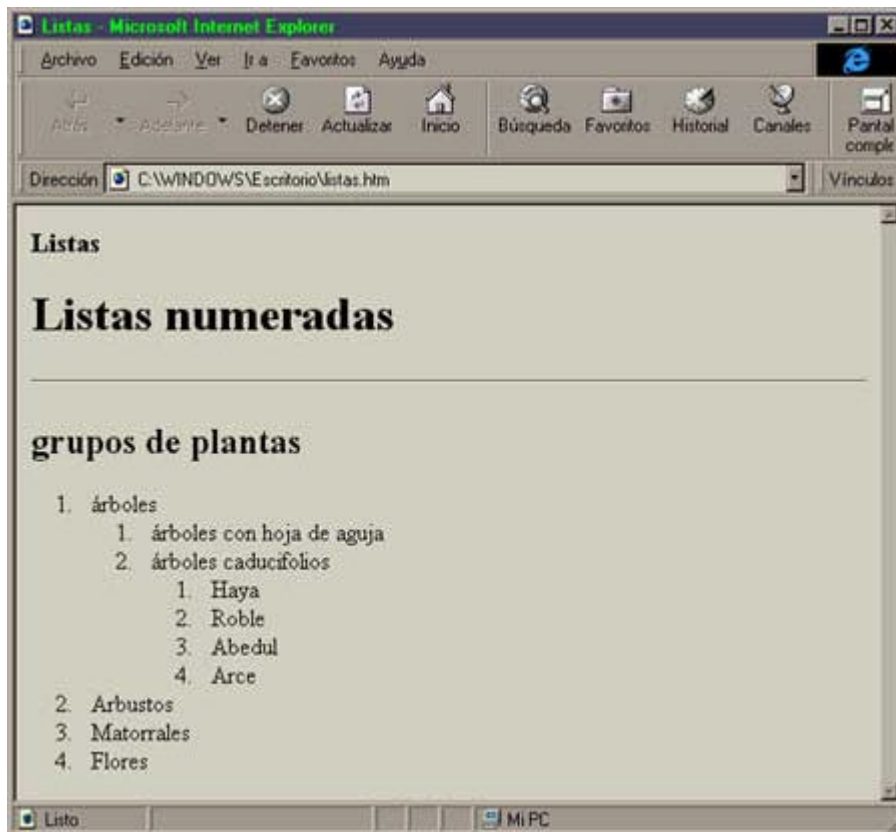 Listas - Microsoft Internet Explorer
Archivo Edición Ver Ir a Favoritos Ayuda
Atrás Adelante Detener Actualizar Inicio Búsqueda Favoritos Historial Canales Pantal comple
Dirección C:\WINDOWS\Escritorio\listas.htm Vínculos
Listas
Listas numeradas
grupos de plantas
1. árboles
1. árboles con hoja de aguja
2. árboles caducifolios
1. Haya
2. Roble
3. Abedul
4. Arce
2. Arbustos
3. Matorrales
4. Flores
Listo Mi PC